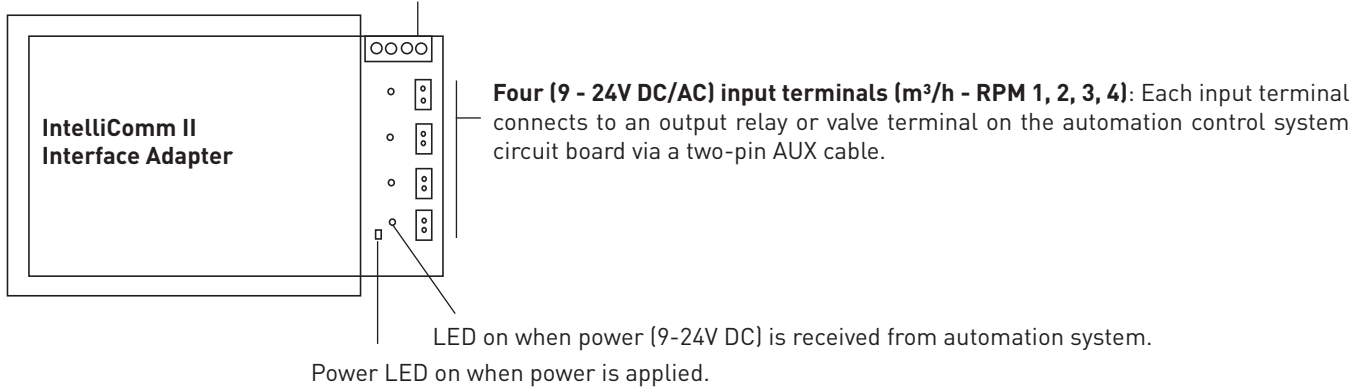 IntelliComm II
Interface Adapter
Four (9 - 24V DC/AC) input terminals (m³/h - RPM 1, 2, 3, 4): Each input terminal
connects to an output relay or valve terminal on the automation control system
circuit board via a two-pin AUX cable.
LED on when power (9-24V DC) is received from automation system.
Power LED on when power is applied.